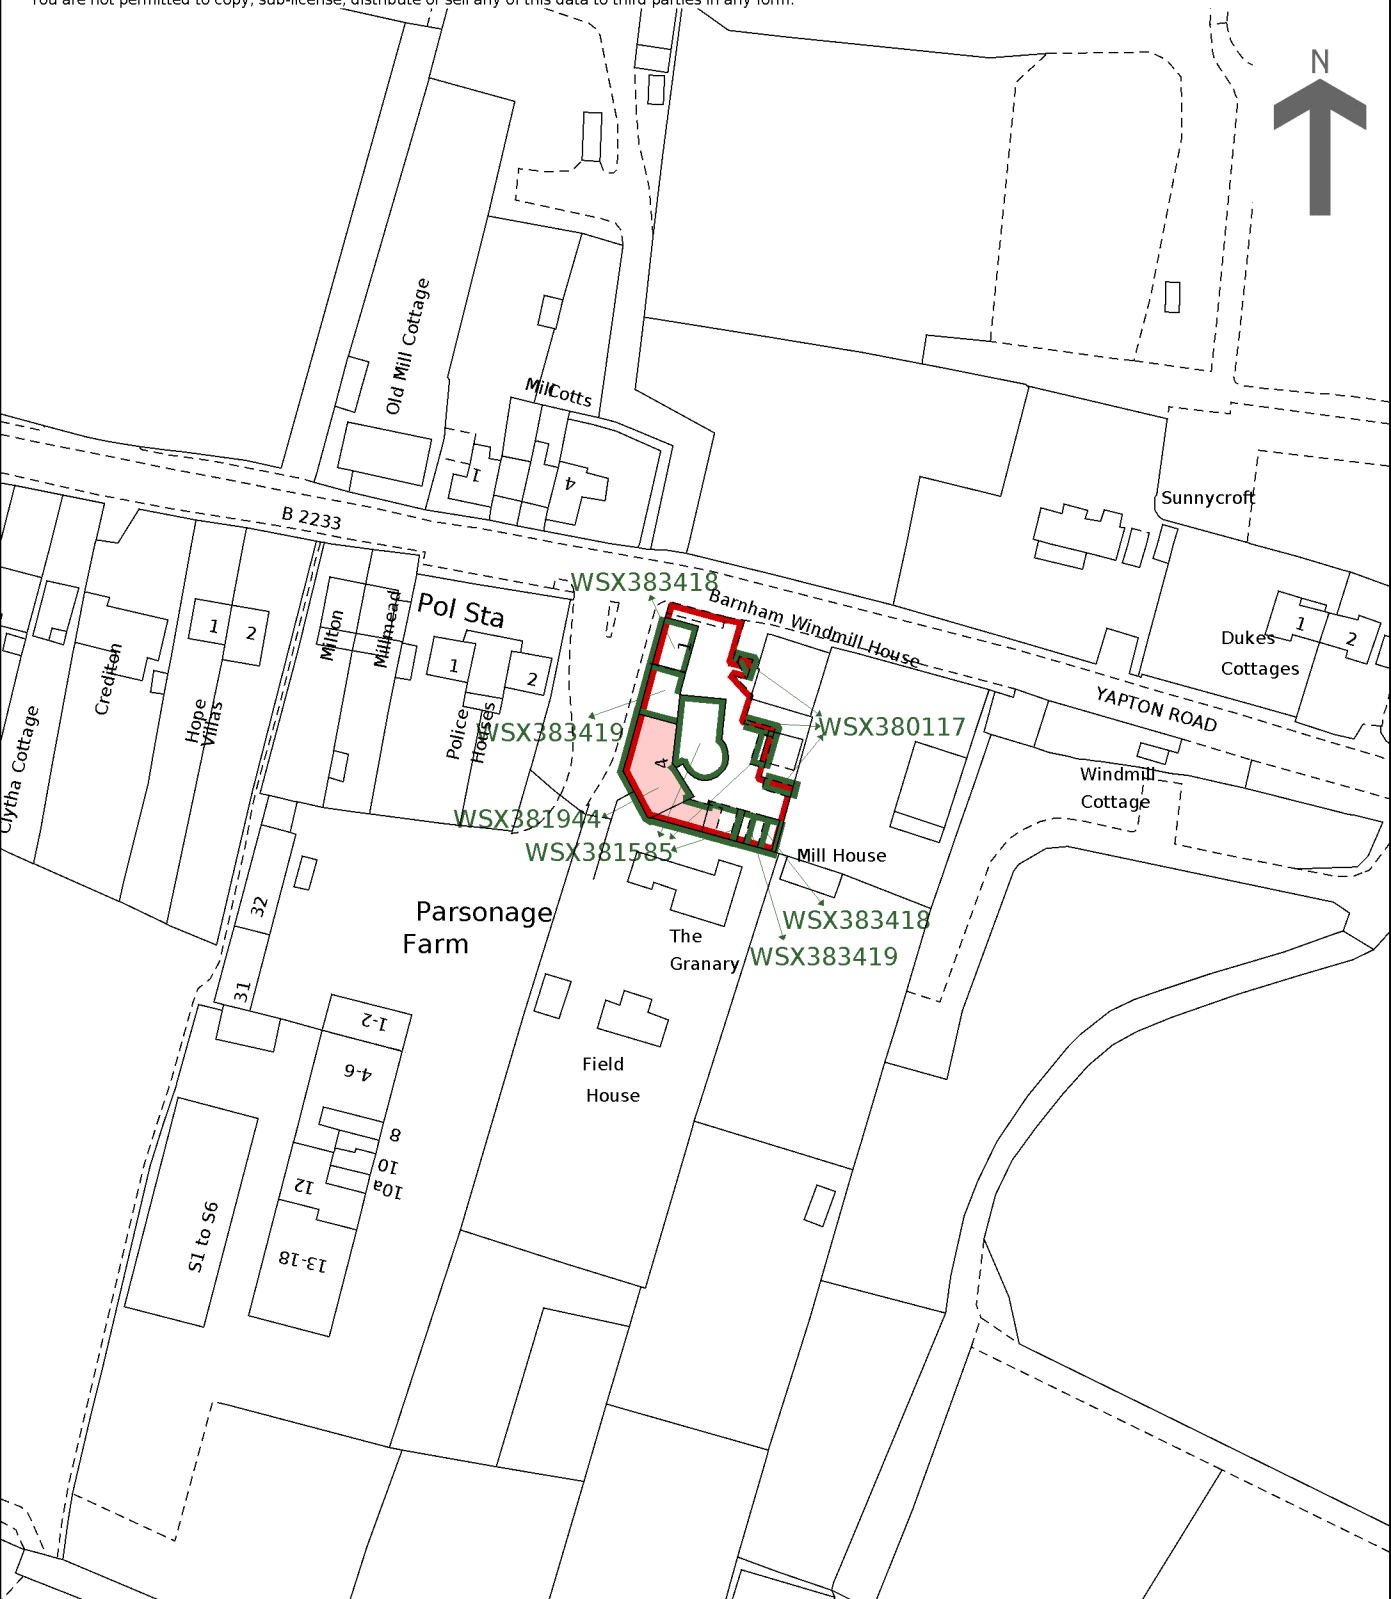 You are not permitted to copy, sub-license, distribute or sell any of this data to third parties in any form.
N
Old Mill Cottage
Mill Cotts
1
4
B 2233
Sunnycroft
WSX383418
Barnham Windmill House
Pol Sta
Milton
Millmead
1
2
1
2
Police
Houses
Crediton
Hope
Villas
Clytha Cottage
1
4
WSX383419
WSX380117
Dukes
Cottages
1
2
YAPTON ROAD
Windmill
Cottage
WSX381944
WSX381585
Mill House
WSX383418
WSX383419
Parsonage
Farm
The
Granary
32
31
1-2
4-6
8
10
10a
12
13-18
S1 to S6
Field
House